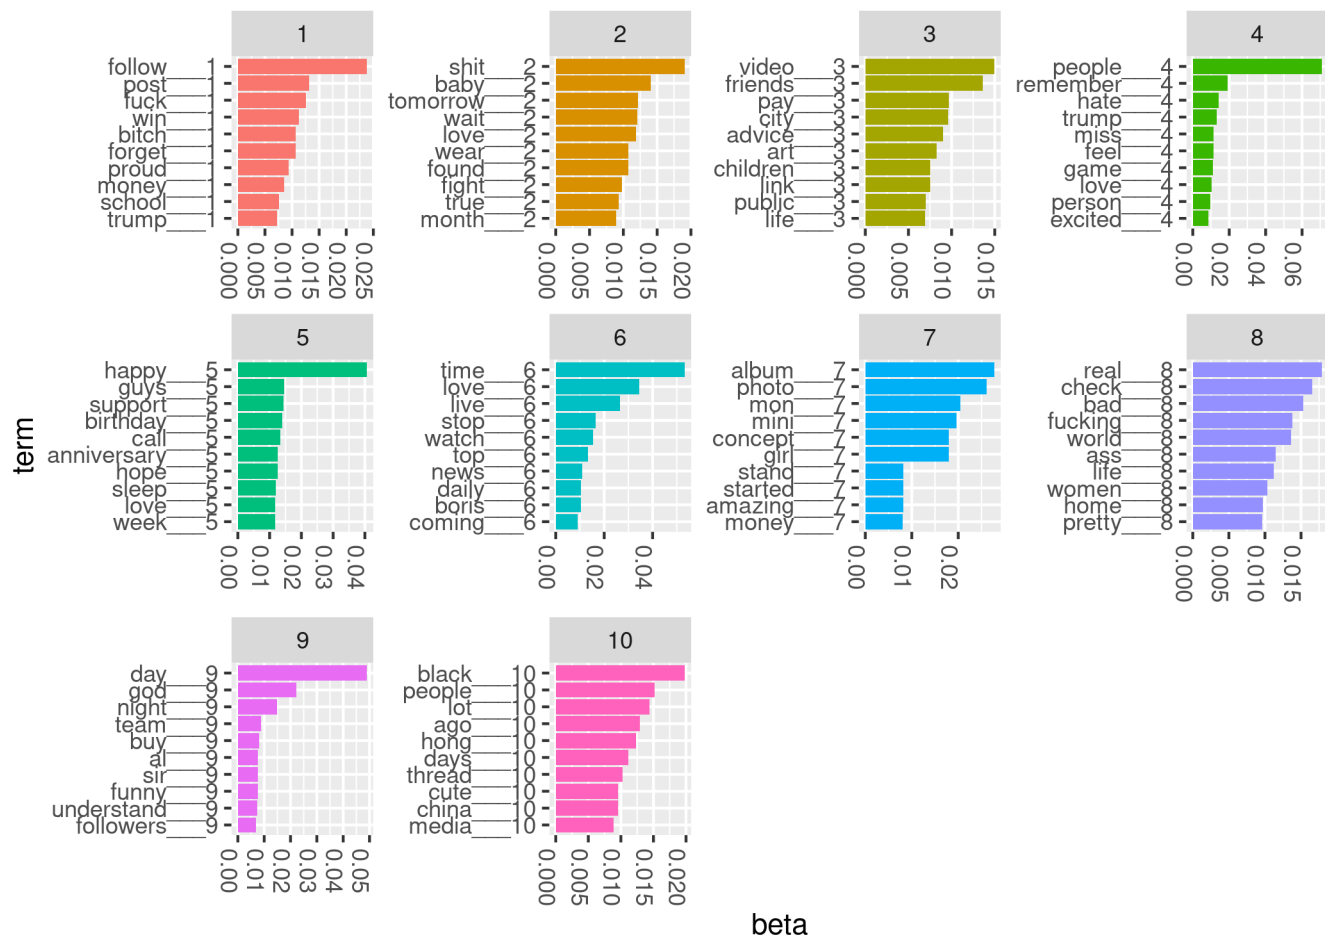 1
follow___1
post___1
fuck___1
win___1
bitch___1
forget___1
proud___1
money___1
school___1
trump___1
0.000 0.005 0.010 0.015 0.020 0.025
2
shit___2
baby___2
tomorrow___2
wait___2
love___2
wear___2
found___2
fight___2
true___2
month___2
0.000 0.005 0.010 0.015 0.020
3
video___3
friends___3
pay___3
city___3
advice___3
art___3
children___3
link___3
public___3
life___3
0.000 0.005 0.010 0.015
4
people___4
remember___4
hate___4
trump___4
miss___4
feel___4
game___4
love___4
person___4
excited___4
0.00 0.02 0.04 0.06
5
happy___5
guys___5
support___5
birthday___5
call___5
anniversary___5
hope___5
sleep___5
love___5
week___5
0.00 0.01 0.02 0.03 0.04
6
time___6
love___6
live___6
stop___6
watch___6
top___6
news___6
daily___6
boris___6
coming___6
0.00 0.02 0.04
7
album___7
photo___7
mon___7
mini___7
concept___7
girl___7
stand___7
started___7
amazing___7
money___7
0.00 0.01 0.02
8
real___8
check___8
bad___8
fucking___8
world___8
ass___8
life___8
women___8
home___8
pretty___8
0.000 0.005 0.010 0.015
9
day___9
god___9
night___9
team___9
buy___9
al___9
sir___9
funny___9
understand___9
followers___9
0.00 0.01 0.02 0.03 0.04 0.05
10
black___10
people___10
lot___10
ago___10
hong___10
days___10
thread___10
cute___10
china___10
media___10
0.000 0.005 0.010 0.015 0.020
term
beta